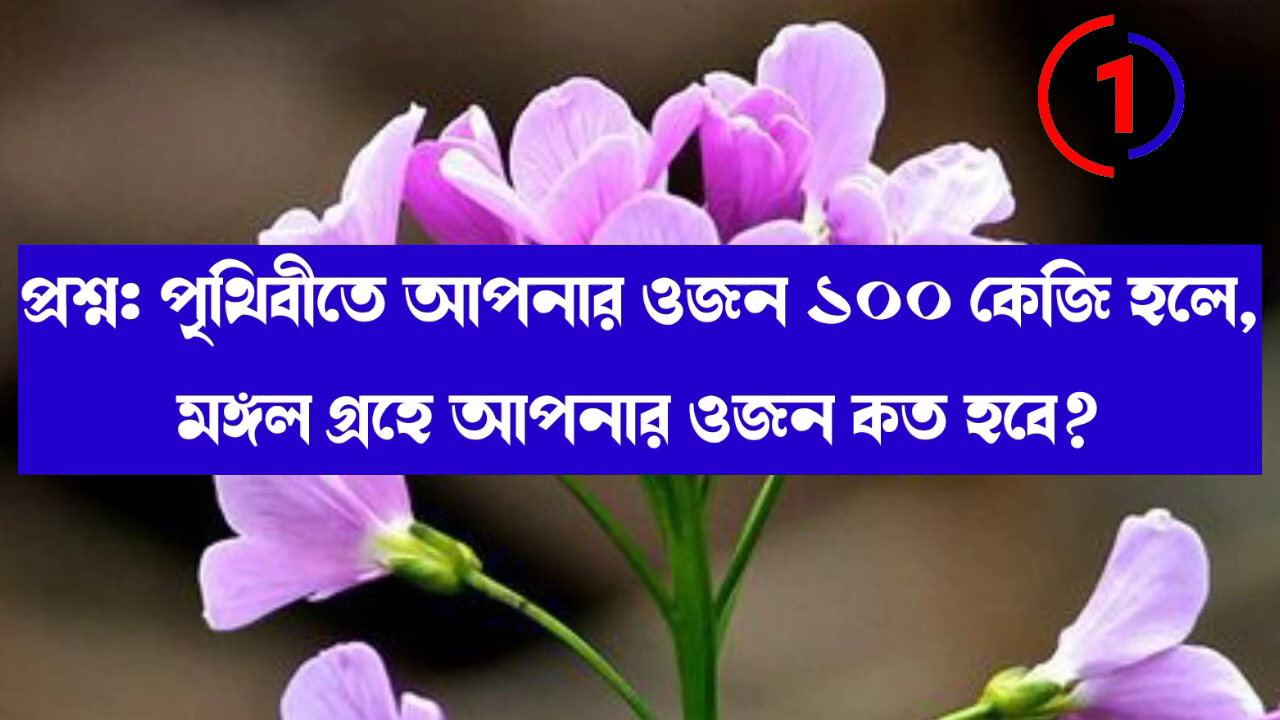 1
প্রশ্নঃ পৃথিবীতে আপনার ওজন ১০০ কেজি হলে,
মঙ্গল গ্রহে আপনার ওজন কত হবে?